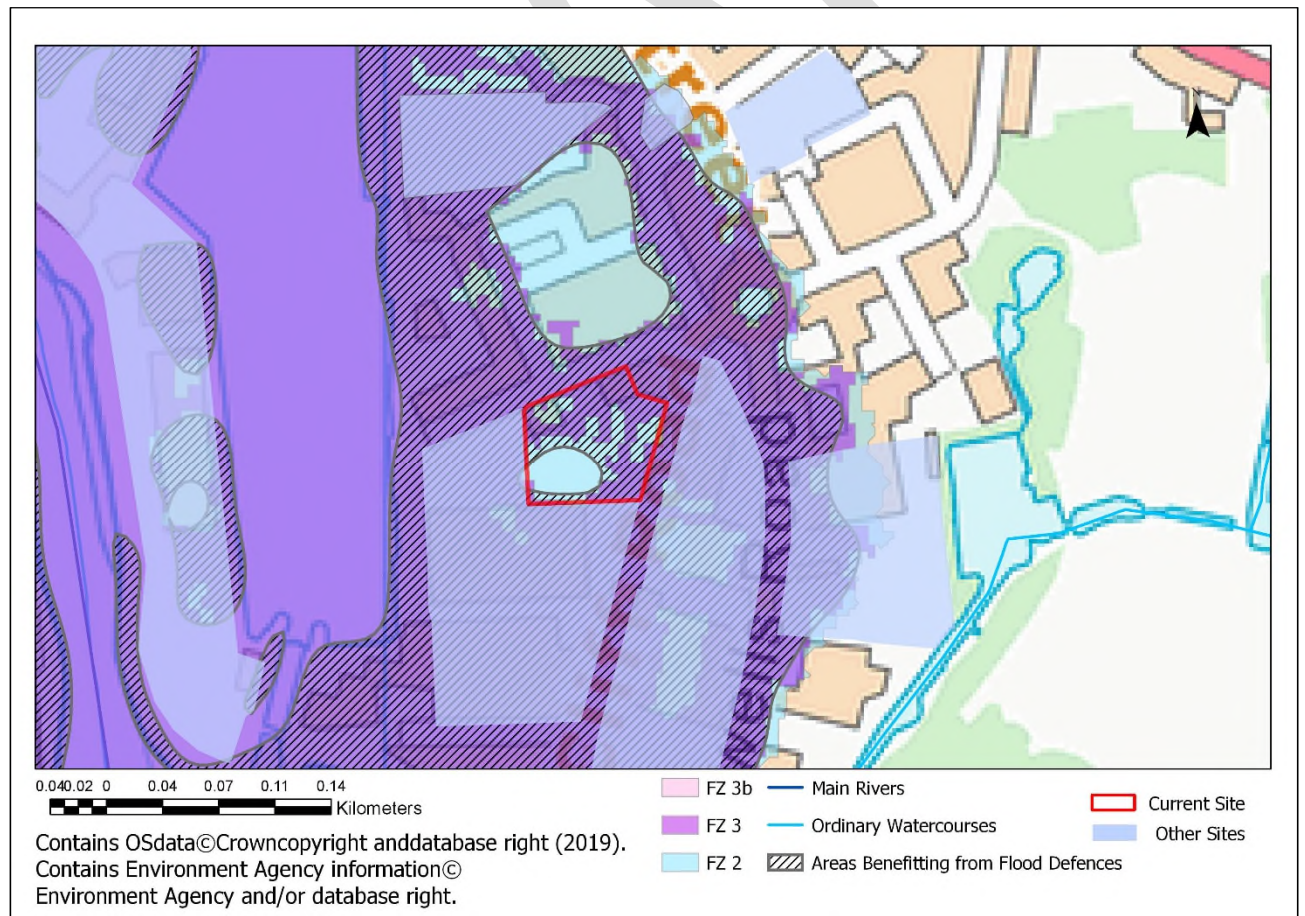 Weir Road
0.04 0.02 0 0.04 0.07 0.11 0.14
Kilometers
FZ 3b
Main Rivers
Current Site
FZ 3
Ordinary Watercourses
Other Sites
FZ 2
Areas Benefitting from Flood Defences
Contains OSdata©Crowncopyright anddatabase right (2019).
Contains Environment Agency information©
Environment Agency and/or database right.